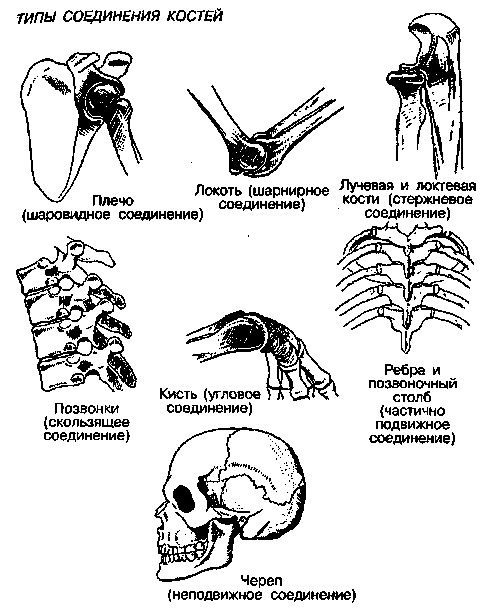 ТИПЫ СОЕДИНЕНИЯ КОСТЕЙ
Плечо
(шаровидное соединение)
Локоть (шарнирное
соединение)
Лучевая и локтевая
кости (стержневое
соединение)
Позвонки
(скользящее
соединение)
Кисть (угловое
соединение)
Ребра и
позвоночный
столб
(частично
подвижное
соединение)
Череп
(неподвижное соединение)